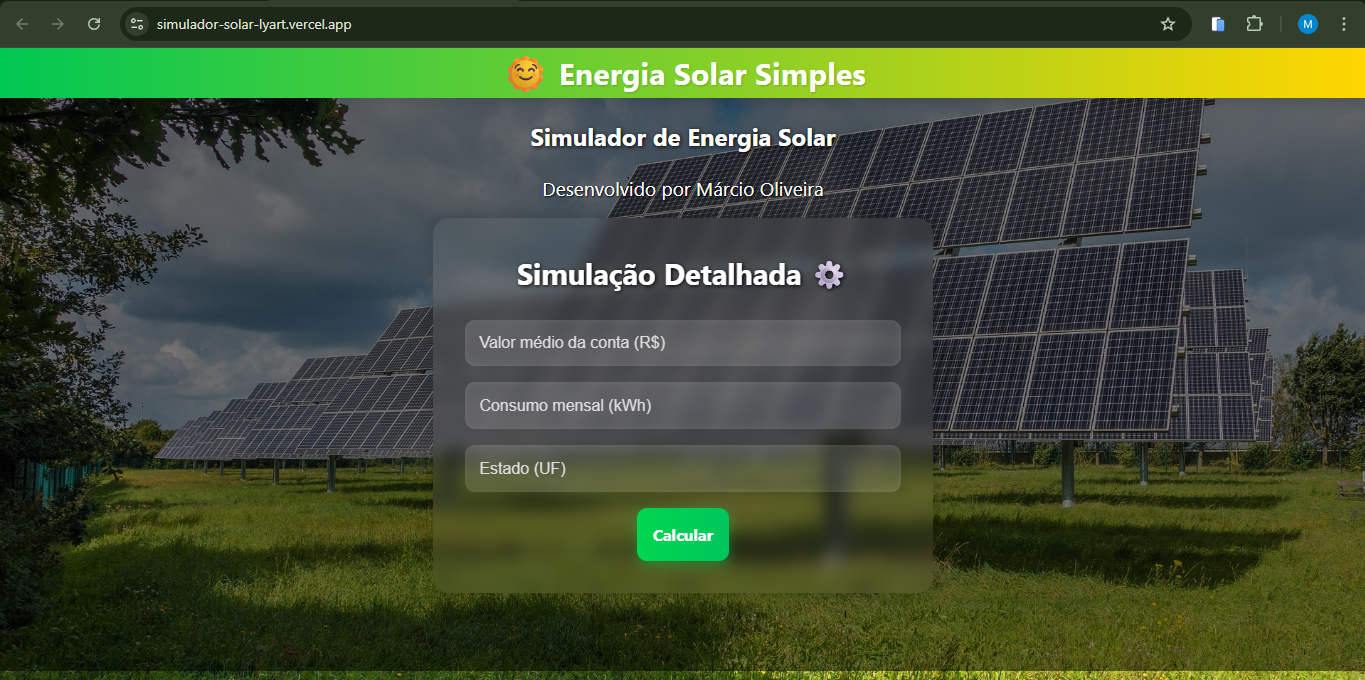 simulador-solar-lyart.vercel.app
M
Energia Solar Simples
Simulador de Energia Solar
Desenvolvido por Márcio Oliveira
Simulação Detalhada
Valor médio da conta (R$)
Consumo mensal (kWh)
Estado (UF)
Calcular